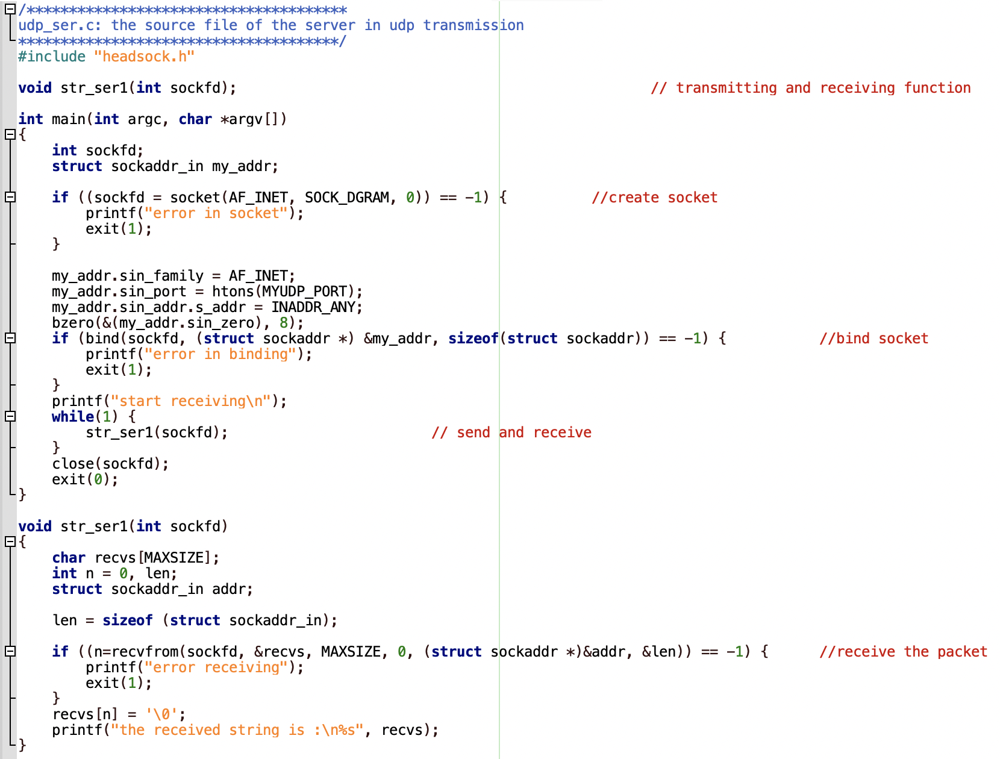 /**************************************
udp_ser.c: the source file of the server in udp transmission
**************************************/
#include "headsock.h"
void str_ser1(int sockfd);                                                 // transmitting and receiving function
int main(int argc, char *argv[])
{
    int sockfd;
    struct sockaddr_in my_addr;
    if ((sockfd = socket(AF_INET, SOCK_DGRAM, 0)) == -1) {          //create socket
        printf("error in socket");
        exit(1);
    }
    my_addr.sin_family = AF_INET;
    my_addr.sin_port = htons(MYUDP_PORT);
    my_addr.sin_addr.s_addr = INADDR_ANY;
    bzero(&(my_addr.sin_zero), 8);
    if (bind(sockfd, (struct sockaddr *) &my_addr, sizeof(struct sockaddr)) == -1) {           //bind socket
        printf("error in binding");
        exit(1);
    }
    printf("start receiving\n");
    while(1) {
        str_ser1(sockfd);                        // send and receive
    }
    close(sockfd);
    exit(0);
}
void str_ser1(int sockfd)
{
    char recvs[MAXSIZE];
    int n = 0, len;
    struct sockaddr_in addr;
    len = sizeof (struct sockaddr_in);
    if ((n=recvfrom(sockfd, &recvs, MAXSIZE, 0, (struct sockaddr *)&addr, &len)) == -1) {      //receive the packet
        printf("error receiving");
        exit(1);
    }
    recvs[n] = '\0';
    printf("the received string is :\n%s", recvs);
}